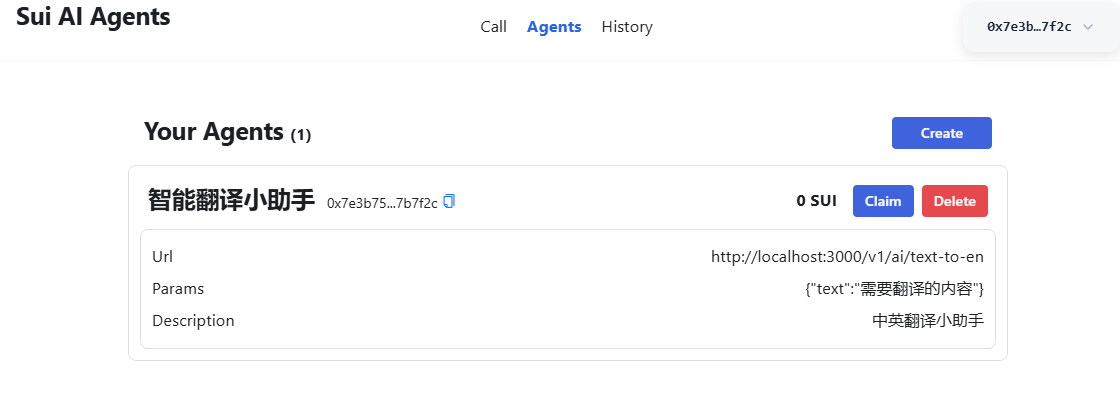 Sui AI Agents
Call Agents History
0x7e3b…7f2c
Your Agents (1)
Create
智能翻译小助手 0x7e3b75...7b7f2c
0 SUI Claim Delete
Url http://localhost:3000/v1/ai/text-to-en
Params {"text":"需要翻译的内容"}
Description 中英翻译小助手